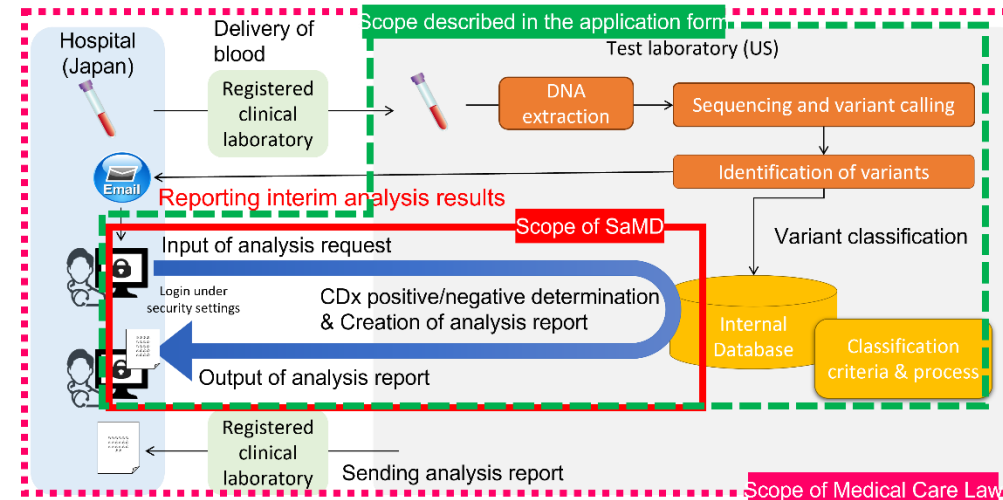 Scope described in the application form
Hospital
(Japan)
Delivery of
blood
Test laboratory (US)
Registered
clinical
laboratory
DNA
extraction
Sequencing and variant calling
Email
Identification of variants
Reporting interim analysis results
Scope of SaMD
Variant classification
Input of analysis request
Login under
security settings
CDx positive/negative determination
& Creation of analysis report
Internal
Database
Classification
criteria & process
Output of analysis report
Registered
clinical
laboratory
Sending analysis report
Scope of Medical Care Law